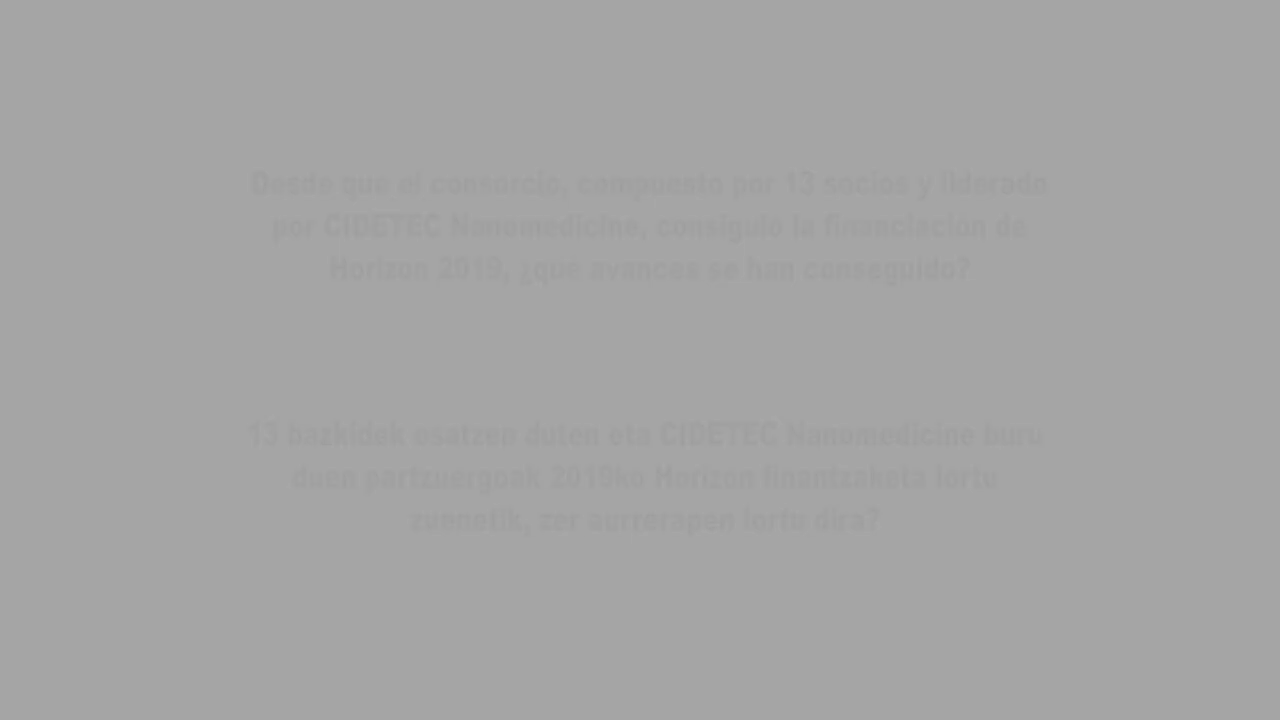 Desde que el consorcio, compuesto por 13 socios y liderado
por CIDETEC Nanomedicine, consiguió la financiación de
Horizon 2019, ¿que avances se han conseguido?
13 bazkidek osatzen duten eta CIDETEC Nanomedicine buru
duen partzuergoak 2019ko Horizon finantzaketa lortu
zuenetik, zer aurrerapen lortu dira?